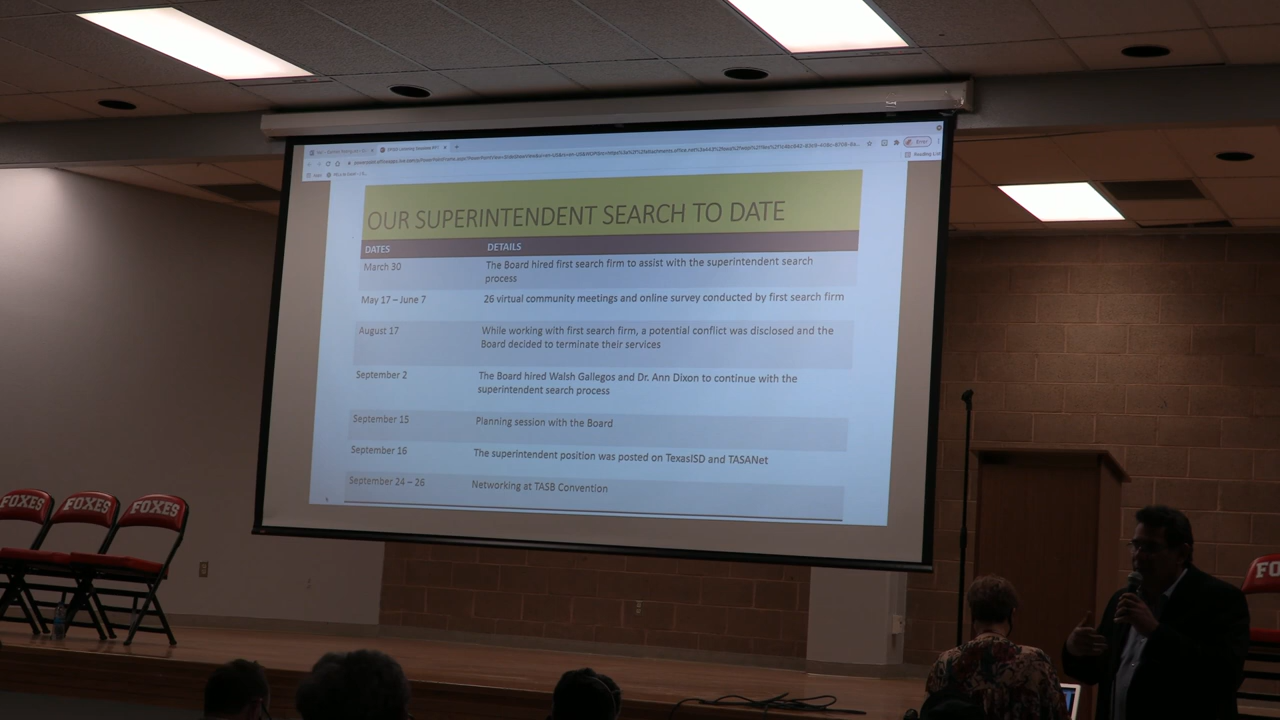 Error
Reading List
Apps
OUR SUPERINTENDENT SEARCH TO DATE
DATES DETAILS
March 30 The Board hired first search firm to assist with the superintendent search
process
May 17 – June 7 26 virtual community meetings and online survey conducted by first search firm
August 17 While working with first search firm, a potential conflict was disclosed and the
Board decided to terminate their services
September 2 The Board hired Walsh Gallegos and Dr. Ann Dixon to continue with the
superintendent search process
September 15 Planning session with the Board
September 16 The superintendent position was posted on TexasISD and TASANet
September 24 – 26 Networking at TASB Convention
FOXES FOXES FOXES
FO